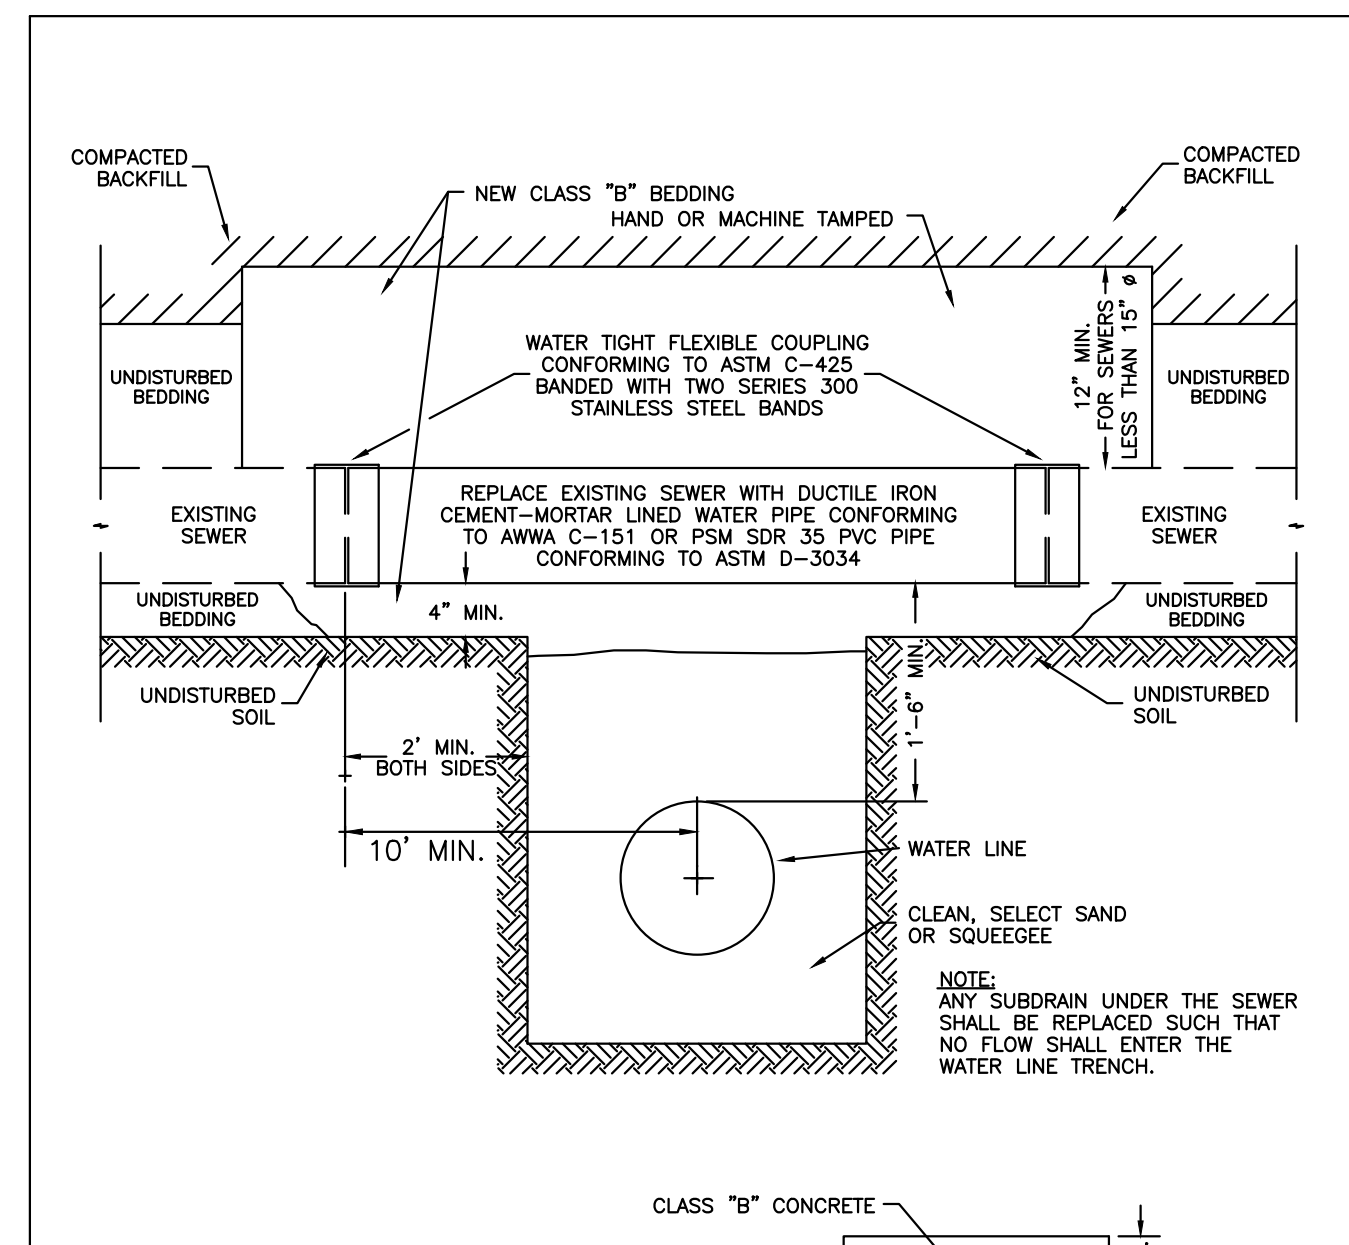 COMPACTED
BACKFILL
COMPACTED
BACKFILL
NEW CLASS "B" BEDDING
HAND OR MACHINE TAMPED
WATER TIGHT FLEXIBLE COUPLING
CONFORMING TO ASTM C-425
BANDED WITH TWO SERIES 300
STAINLESS STEEL BANDS
12" MIN.
FOR SEWERS
LESS THAN 15" ø
UNDISTURBED
BEDDING
UNDISTURBED
BEDDING
EXISTING
SEWER
REPLACE EXISTING SEWER WITH DUCTILE IRON
CEMENT-MORTAR LINED WATER PIPE CONFORMING
TO AWWA C-151 OR PSM SDR 35 PVC PIPE
CONFORMING TO ASTM D-3034
EXISTING
SEWER
UNDISTURBED
BEDDING
4" MIN.
UNDISTURBED
BEDDING
UNDISTURBED
SOIL
1'-6" MIN.
UNDISTURBED
SOIL
2' MIN.
BOTH SIDES
10' MIN.
WATER LINE
CLEAN, SELECT SAND
OR SQUEEGEE
NOTE:
ANY SUBDRAIN UNDER THE SEWER
SHALL BE REPLACED SUCH THAT
NO FLOW SHALL ENTER THE
WATER LINE TRENCH.
CLASS "B" CONCRETE